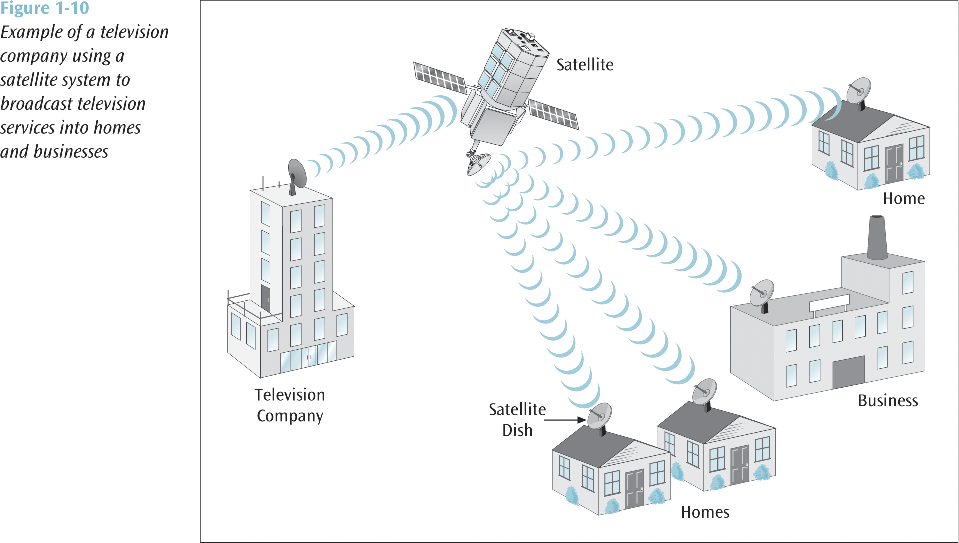 Figure 1-10
Example of a television
company using a
satellite system to
broadcast television
services into homes
and businesses
Satellite
Home
Television
Company
Business
Satellite
Dish
Homes